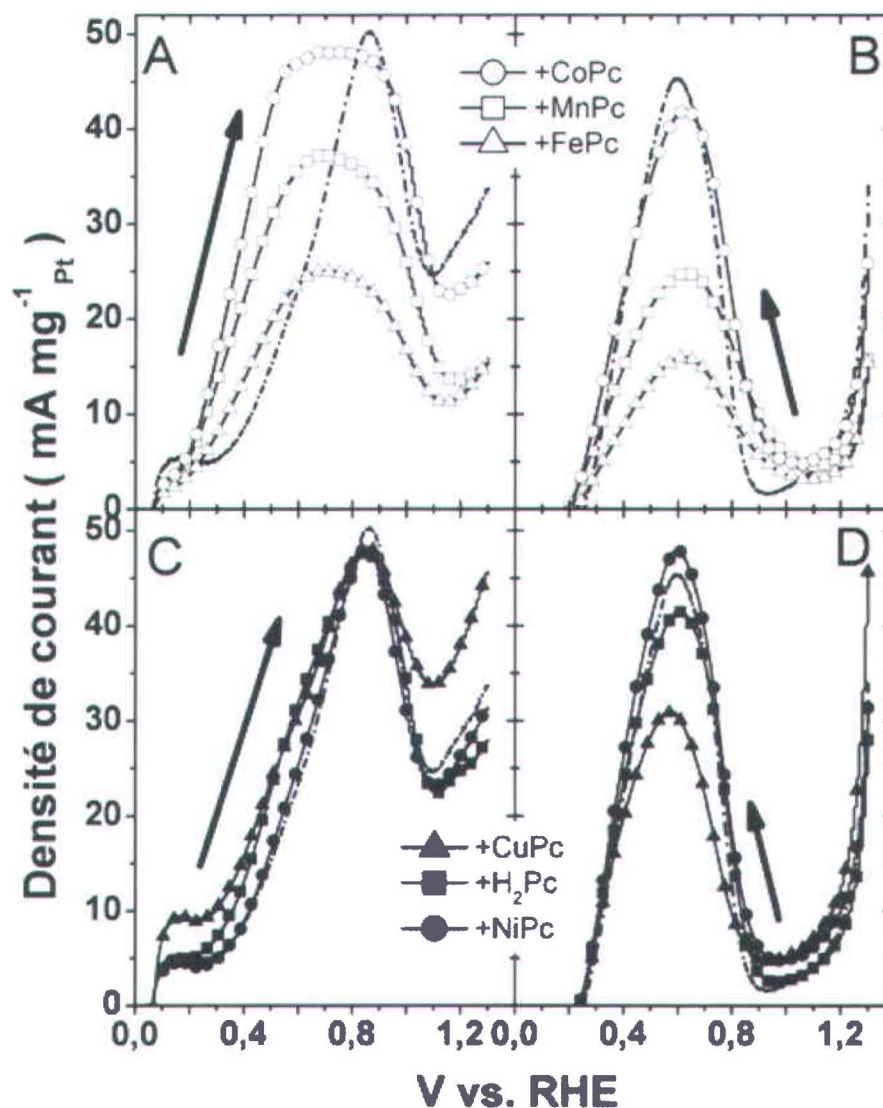 A
B
+CoPc
+MnPc
+FePc
50
40
30
20
10
0
C
D
+CuPc
+H2Pc
+NiPc
50
40
30
20
10
0
0,0 0,4 0,8 1,2 0,0 0,4 0,8 1,2
Densité de courant ( mA mg⁻¹Pt )
V vs. RHE